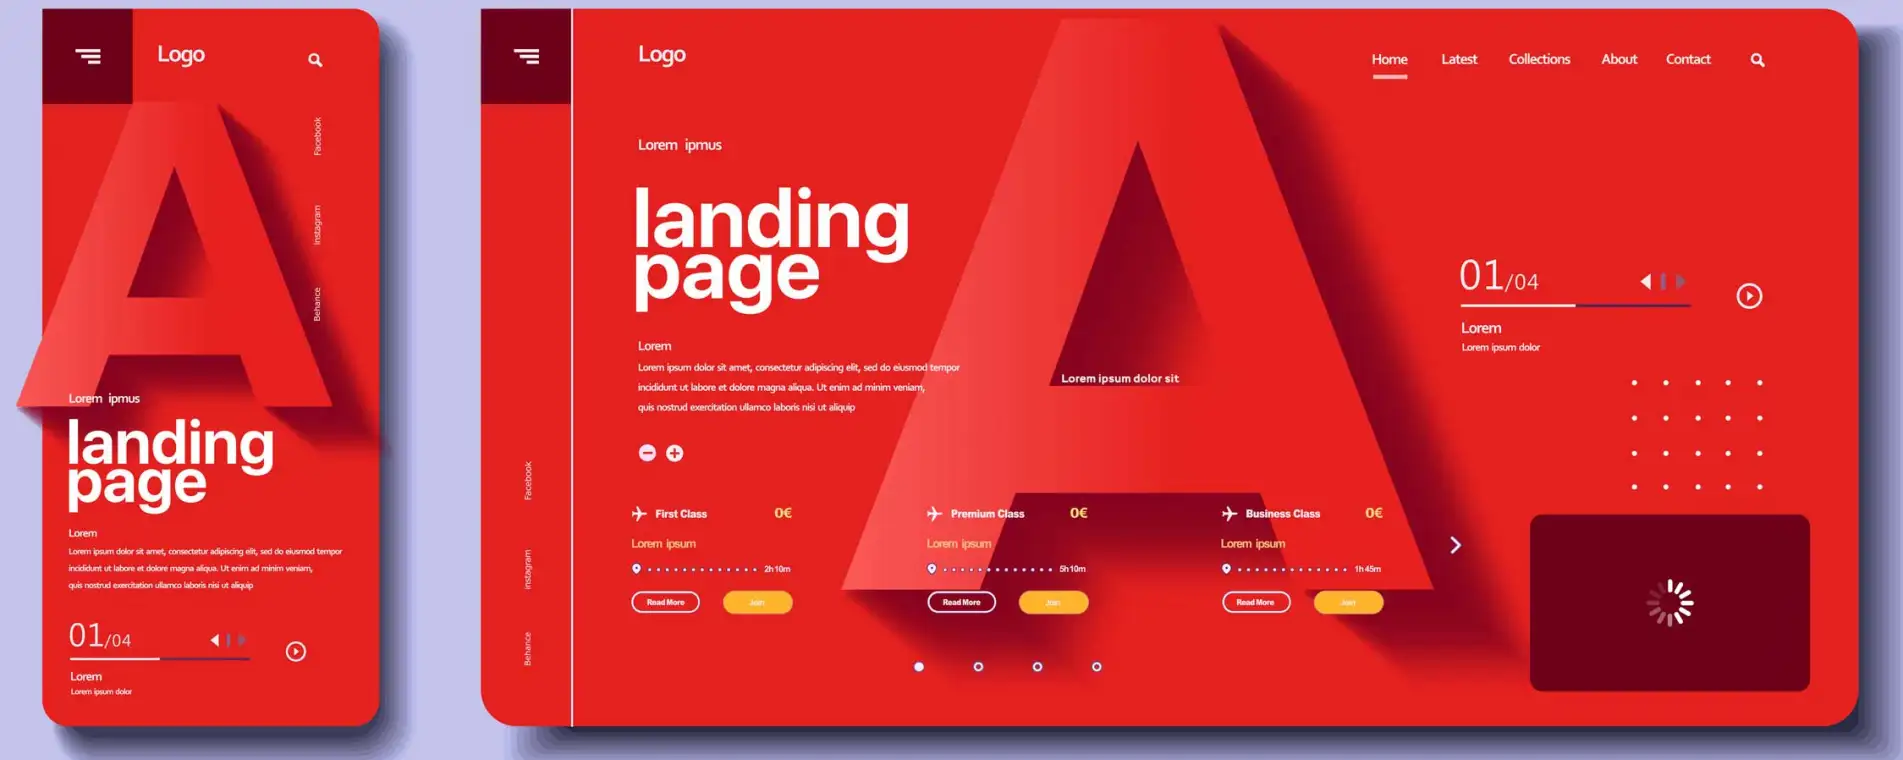 Logo
Facebook
Instagram
Behance
A
Lorem ipmus
landing
page
Lorem
Lorem ipsum dolor sit amet, consectetur adipiscing elit, sed do eiusmod tempor
incididunt ut labore et dolore magna aliqua. Ut enim ad minim veniam,
quis nostrud exercitation ullamco laboris nisi ut aliquip
01/04
Lorem
Lorem ipsum dolor
Logo
Home Latest Collections About Contact
A
Lorem ipmus
landing
page
Lorem
Lorem ipsum dolor sit amet, consectetur adipiscing elit, sed do eiusmod tempor
incididunt ut labore et dolore magna aliqua. Ut enim ad minim veniam,
quis nostrud exercitation ullamco laboris nisi ut aliquip
Lorem ipsum dolor sit
01/04
Lorem
Lorem ipsum dolor
Facebook
Instagram
Behance
First Class 0€
Lorem ipsum
2h10m
Read More Join
Premium Class 0€
Lorem ipsum
5h10m
Read More Join
Business Class 0€
Lorem ipsum
1h45m
Read More Join